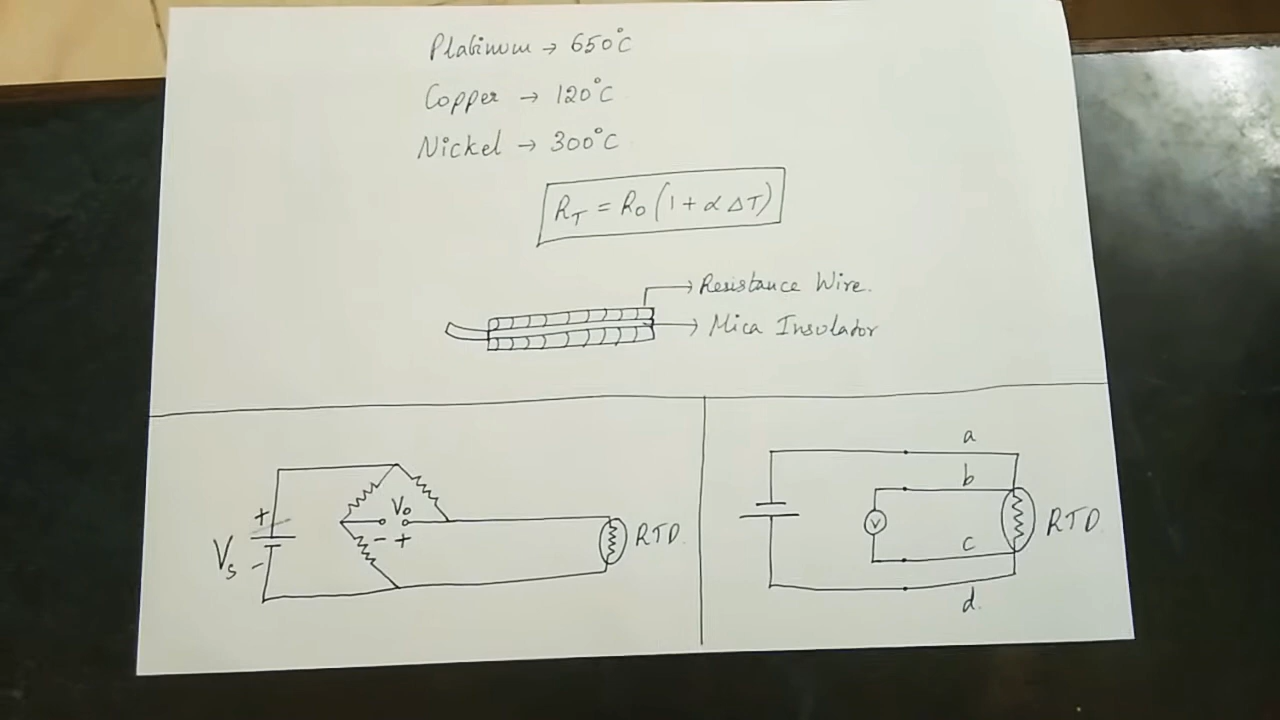 Platinum → 650°C
Copper → 120°C
Nickel → 300°C
R_T = R_0 (1 + α ΔT)
→ Resistance Wire.
→ Mica Insulator
+
V_s
-
V_0
- +
RTD.
a
b
V
c
d.
RTD